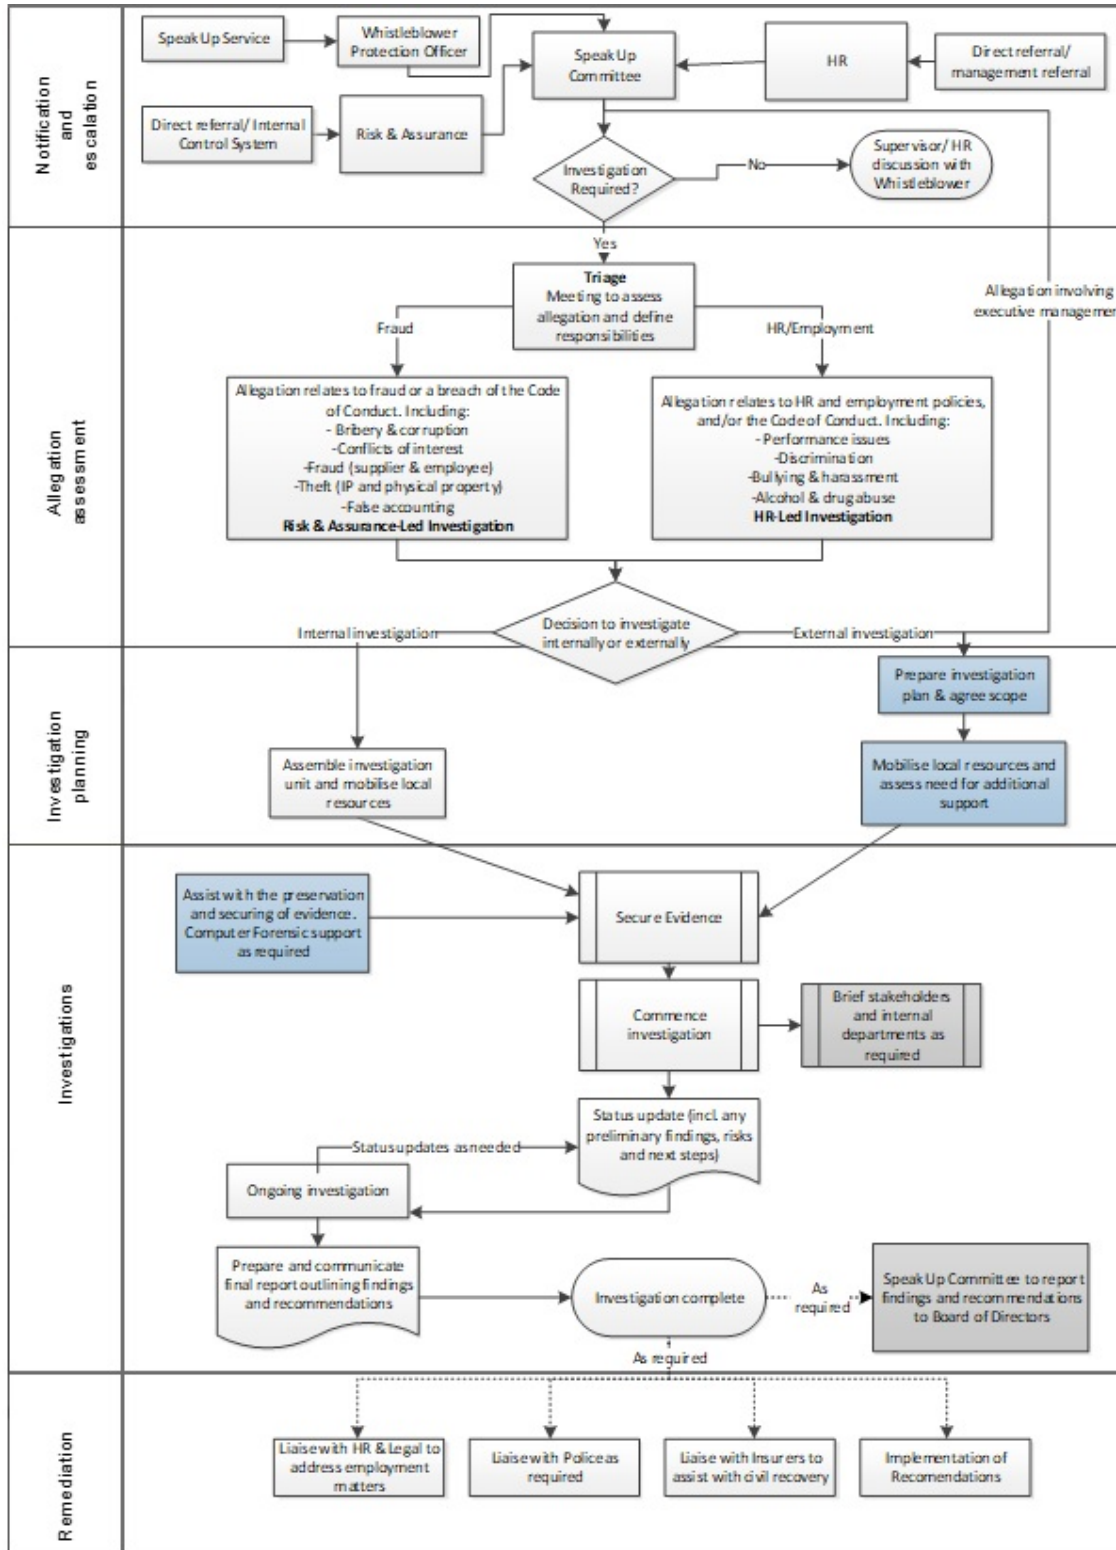 Notification
and
escalation
Speak Up Service
Whistleblower
Protection Officer
Speak Up
Committee
HR
Direct referral/
management referral
Direct referral/ Internal
Control System
Risk & Assurance
Investigation
Required?
No
Supervisor/ HR
discussion with
Whistleblower
Allegation
assessment
Yes
Triage
Meeting to assess
allegation and define
responsibilities
Allegation involving
executive managemen
Fraud
HR/Employment
Allegation relates to fraud or a breach of the Code
of Conduct. Including:
- Bribery & corruption
-Conflicts of interest
-Fraud (supplier & employee)
-Theft (IP and physical property)
-False accounting
Risk & Assurance-Led Investigation
Allegation relates to HR and employment policies,
and/or the Code of Conduct. Including:
- Performance issues
-Discrimination
-Bullying & harassment
-Alcohol & drug abuse
HR-Led Investigation
Internal investigation
Decision to investigate
internally or externally
External investigation
Investigation
planning
Prepare investigation
plan & agree scope
Assemble investigation
unit and mobilise local
resources
Mobilise local resources and
assess need for additional
support
Investigations
Assist with the preservation
and securing of evidence.
Computer Forensic support
as required
Secure Evidence
Commence
investigation
Brief stakeholders
and internal
departments as
required
Status update (incl. any
preliminary findings, risks
and next steps)
Status updates as needed
Ongoing investigation
Prepare and communicate
final report outlining findings
and recommendations
Investigation complete
As
required
Speak Up Committee to report
findings and recommendations
to Board of Directors
As required
Remediation
Liaise with HR & Legal to
address employment
matters
Liaise with Police as
required
Liaise with Insurers to
assist with civil recovery
Implementation of
Recomendations